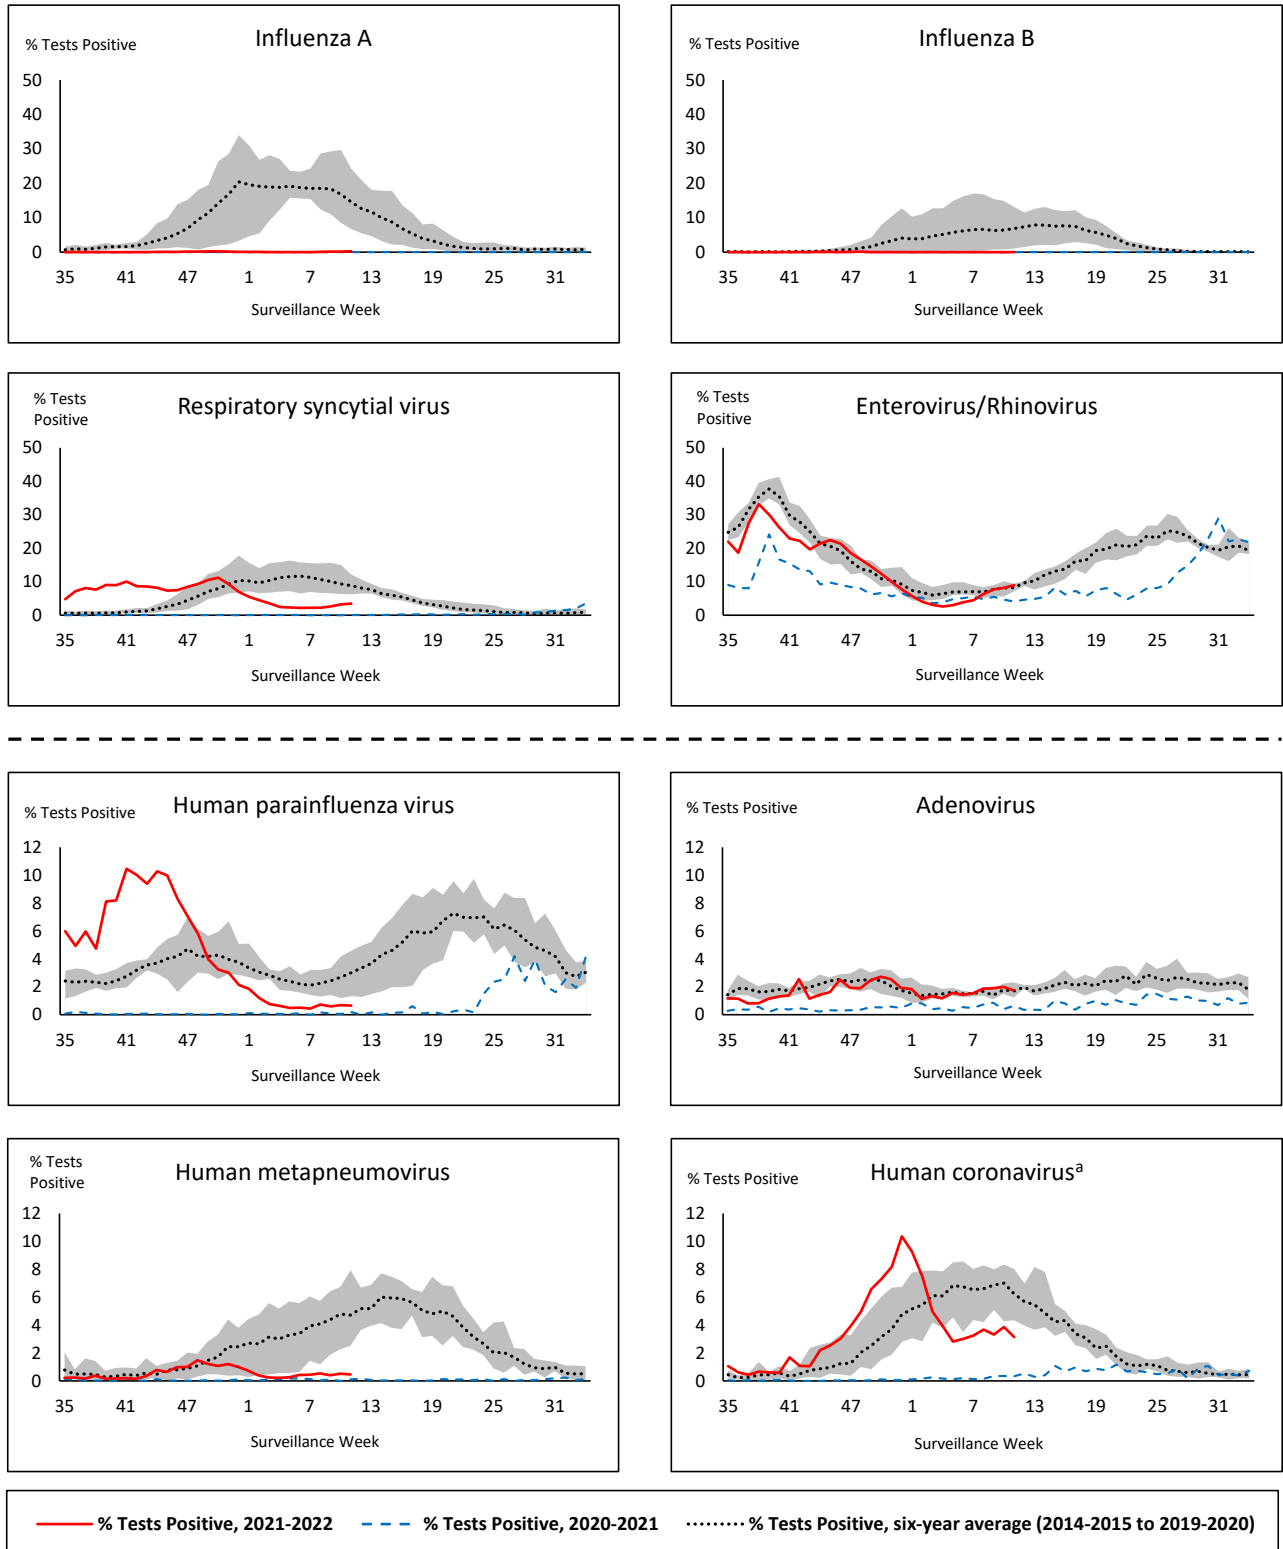 Influenza A
% Tests Positive
50
40
30
20
10
0
35 41 47 1 7 13 19 25 31
Surveillance Week
Influenza B
% Tests Positive
50
40
30
20
10
0
35 41 47 1 7 13 19 25 31
Surveillance Week
% Tests
Positive
Respiratory syncytial virus
50
40
30
20
10
0
35 41 47 1 7 13 19 25 31
Surveillance Week
% Tests
Positive
Enterovirus/Rhinovirus
50
40
30
20
10
0
35 41 47 1 7 13 19 25 31
Surveillance Week
% Tests Positive
Human parainfluenza virus
12
10
8
6
4
2
0
35 41 47 1 7 13 19 25 31
Surveillance Week
% Tests Positive
Adenovirus
12
10
8
6
4
2
0
35 41 47 1 7 13 19 25 31
Surveillance Week
% Tests
Positive
Human metapneumovirus
12
10
8
6
4
2
0
35 41 47 1 7 13 19 25 31
Surveillance Week
% Tests Positive
Human coronavirusᵃ
12
10
8
6
4
2
0
35 41 47 1 7 13 19 25 31
Surveillance Week
% Tests Positive, 2021-2022 % Tests Positive, 2020-2021 % Tests Positive, six-year average (2014-2015 to 2019-2020)